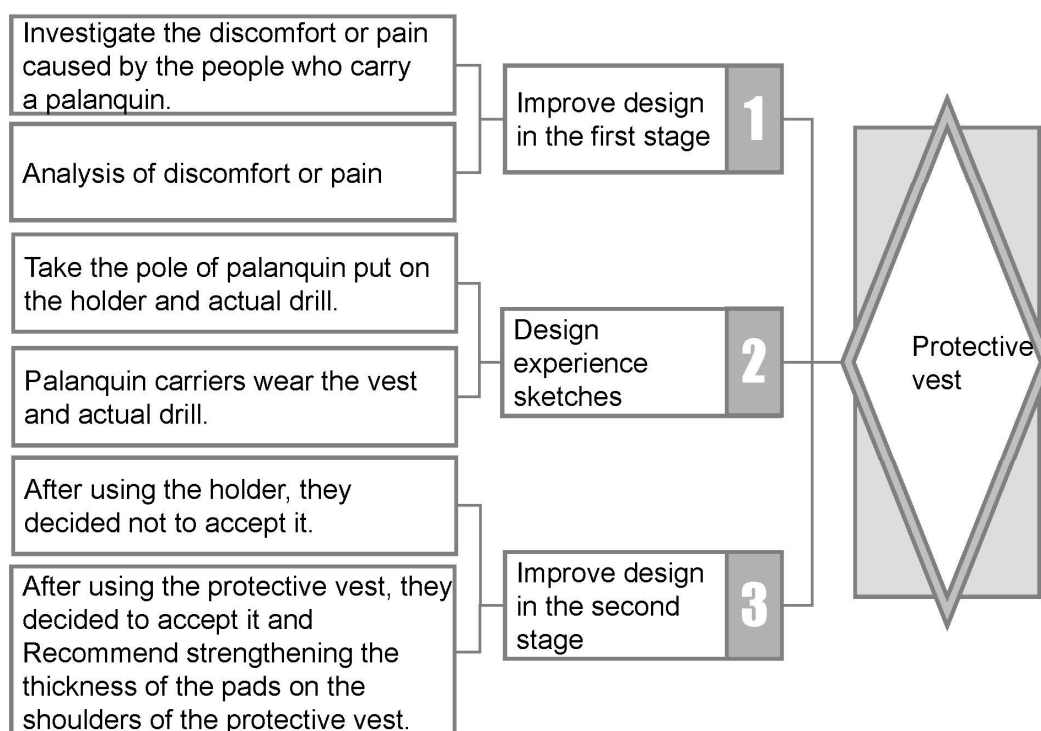 Investigate the discomfort or pain
caused by the people who carry
a palanquin.
Analysis of discomfort or pain
Improve design
in the first stage
1
Take the pole of palanquin put on
the holder and actual drill.
Palanquin carriers wear the vest
and actual drill.
Design
experience
sketches
2
After using the holder, they
decided not to accept it.
After using the protective vest, they
decided to accept it and
Recommend strengthening the
thickness of the pads on the
shoulders of the protective vest.
Improve design
in the second
stage
3
Protective
vest